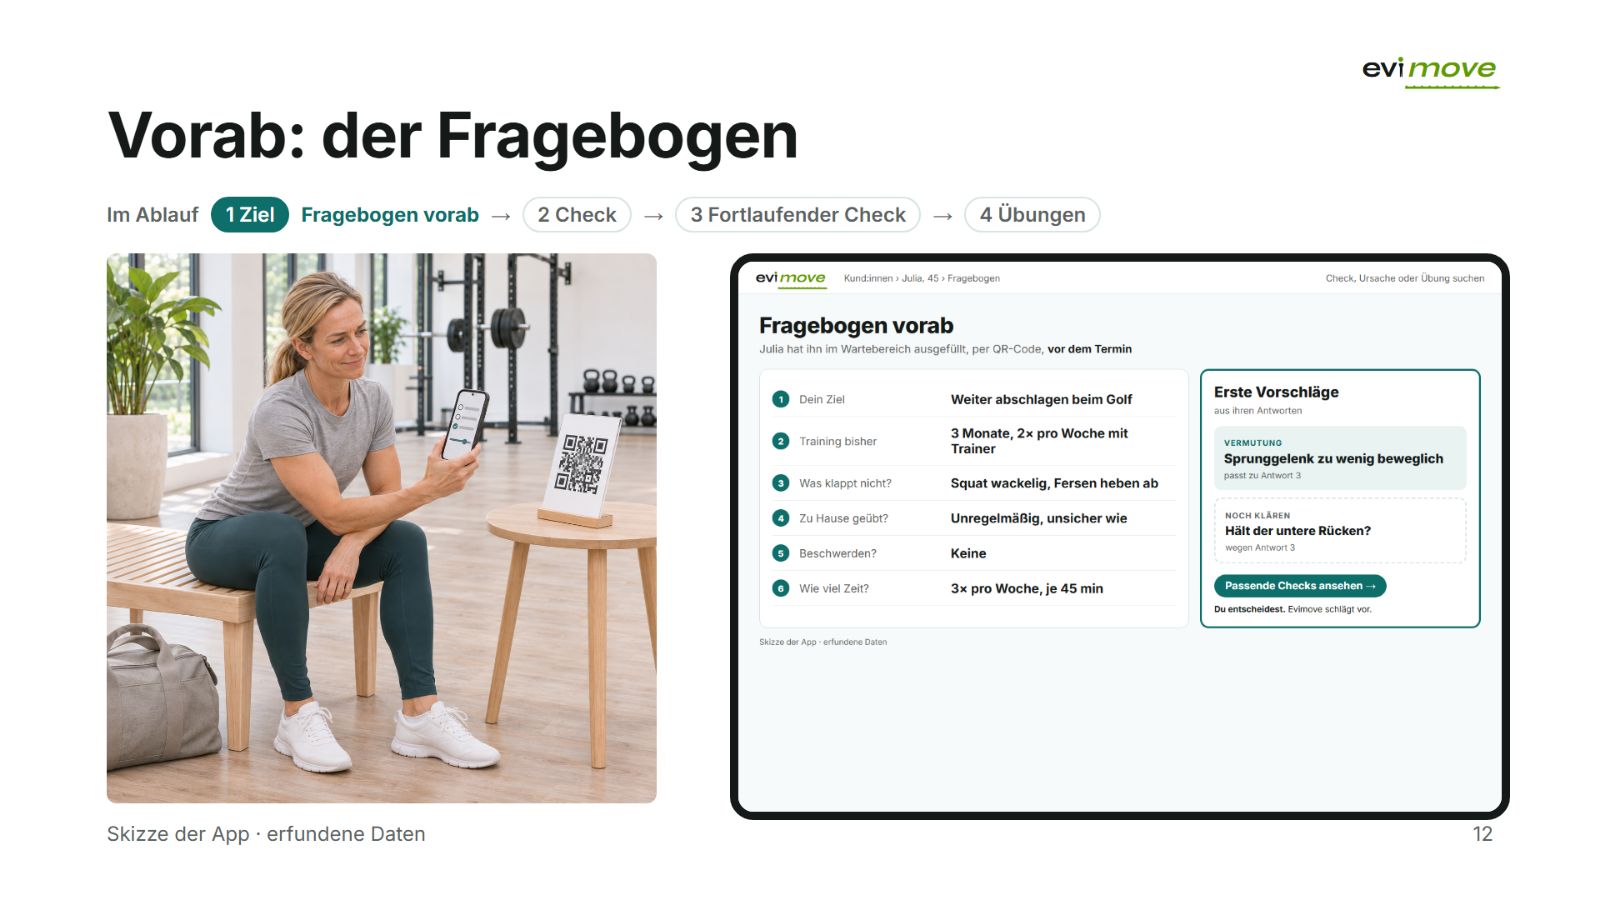 evimove
Vorab: der Fragebogen
Im Ablauf 1 Ziel Fragebogen vorab → 2 Check → 3 Fortlaufender Check → 4 Übungen
evimove Kund:innen › Julia, 45 › Fragebogen Check, Ursache oder Übung suchen
Fragebogen vorab
Julia hat ihn im Wartebereich ausgefüllt, per QR-Code, vor dem Termin
1 Dein Ziel Weiter abschlagen beim Golf
2 Training bisher 3 Monate, 2× pro Woche mit
Trainer
3 Was klappt nicht? Squat wackelig, Fersen heben ab
4 Zu Hause geübt? Unregelmäßig, unsicher wie
5 Beschwerden? Keine
6 Wie viel Zeit? 3× pro Woche, je 45 min
Erste Vorschläge
aus ihren Antworten
VERMUTUNG
Sprunggelenk zu wenig beweglich
passt zu Antwort 3
NOCH KLÄREN
Hält der untere Rücken?
wegen Antwort 3
Passende Checks ansehen →
Du entscheidest. Evimove schlägt vor.
Skizze der App · erfundene Daten
Skizze der App · erfundene Daten
12